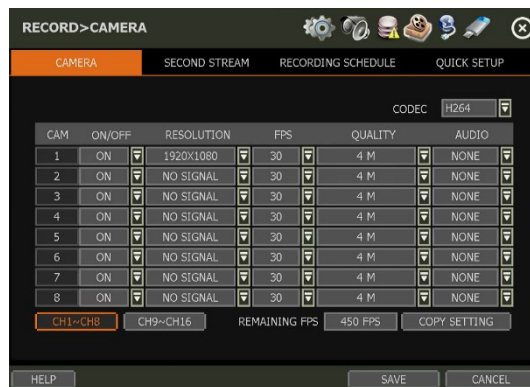 RECORD>CAMERA
CAMERA SECOND STREAM RECORDING SCHEDULE QUICK SETUP
CODEC H264
CAM ON/OFF RESOLUTION FPS QUALITY AUDIO
1 ON 1920X1080 30 4 M NONE
2 ON NO SIGNAL 30 4 M NONE
3 ON NO SIGNAL 30 4 M NONE
4 ON NO SIGNAL 30 4 M NONE
5 ON NO SIGNAL 30 4 M NONE
6 ON NO SIGNAL 30 4 M NONE
7 ON NO SIGNAL 30 4 M NONE
8 ON NO SIGNAL 30 4 M NONE
CH1~CH8 CH9~CH16 REMAINING FPS 450 FPS COPY SETTING
HELP SAVE CANCEL